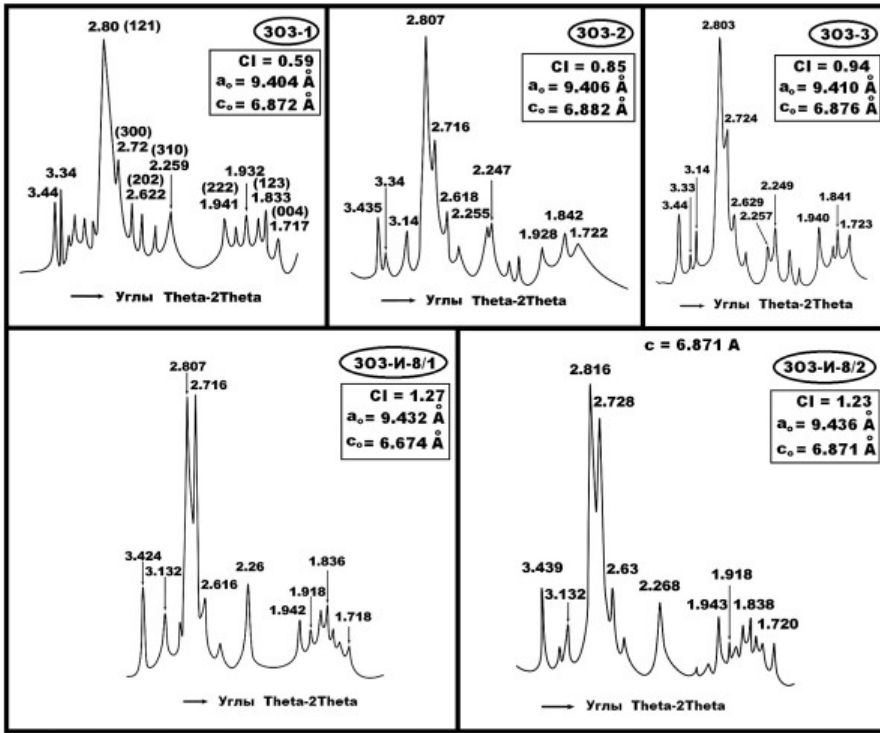 ЗОЗ-1
CI = 0.59
aₒ = 9.404 Å
cₒ = 6.872 Å
2.80 (121)
(300)
2.72
(310)
2.259
(202)
2.622
3.34
3.44
1.932
(222)
1.941
(123)
1.833
(004)
1.717
Углы Theta-2Theta
ЗОЗ-2
CI = 0.85
aₒ = 9.406 Å
cₒ = 6.882 Å
2.807
2.716
3.34
3.435
3.14
2.618
2.255
2.247
1.928
1.842
1.722
Углы Theta-2Theta
ЗОЗ-3
CI = 0.94
aₒ = 9.410 Å
cₒ = 6.876 Å
2.803
2.724
3.14
3.33
3.44
2.629
2.257
2.249
1.940
1.841
1.723
Углы Theta-2Theta
ЗОЗ-И-8/1
CI = 1.27
aₒ = 9.432 Å
cₒ = 6.674 Å
2.807
2.716
3.424
3.132
2.616
2.26
1.942
1.918
1.836
1.718
Углы Theta-2Theta
c = 6.871 A
ЗОЗ-И-8/2
CI = 1.23
aₒ = 9.436 Å
cₒ = 6.871 Å
2.816
2.728
3.439
3.132
2.63
2.268
1.943
1.918
1.838
1.720
Углы Theta-2Theta